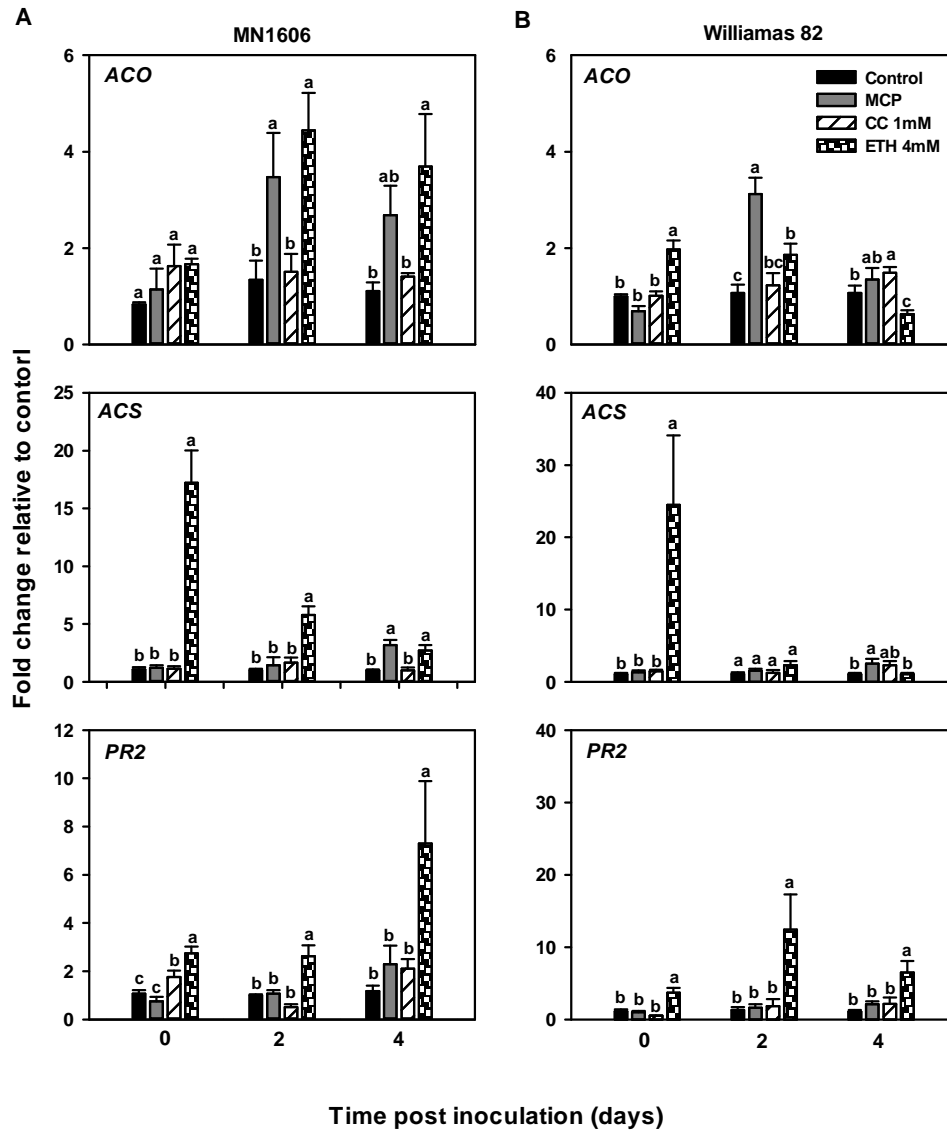 A
MN1606
B
Williamas 82
ACO
6
4
2
0
a a a a
b a b a
b ab b a
ACO
Control
MCP
CC 1mM
ETH 4mM
6
4
2
0
b b b a
c a bc b
b ab a c
Fold change relative to contorl
ACS
25
20
15
10
5
0
b b b a
b b b a
b a b a
ACS
40
30
20
10
0
b b b a
a a a a
b a ab b
PR2
12
10
8
6
4
2
0
c c b a
b b b a
b b b a
0 2 4
PR2
40
30
20
10
0
b b b a
b b b a
b b b a
0 2 4
Time post inoculation (days)